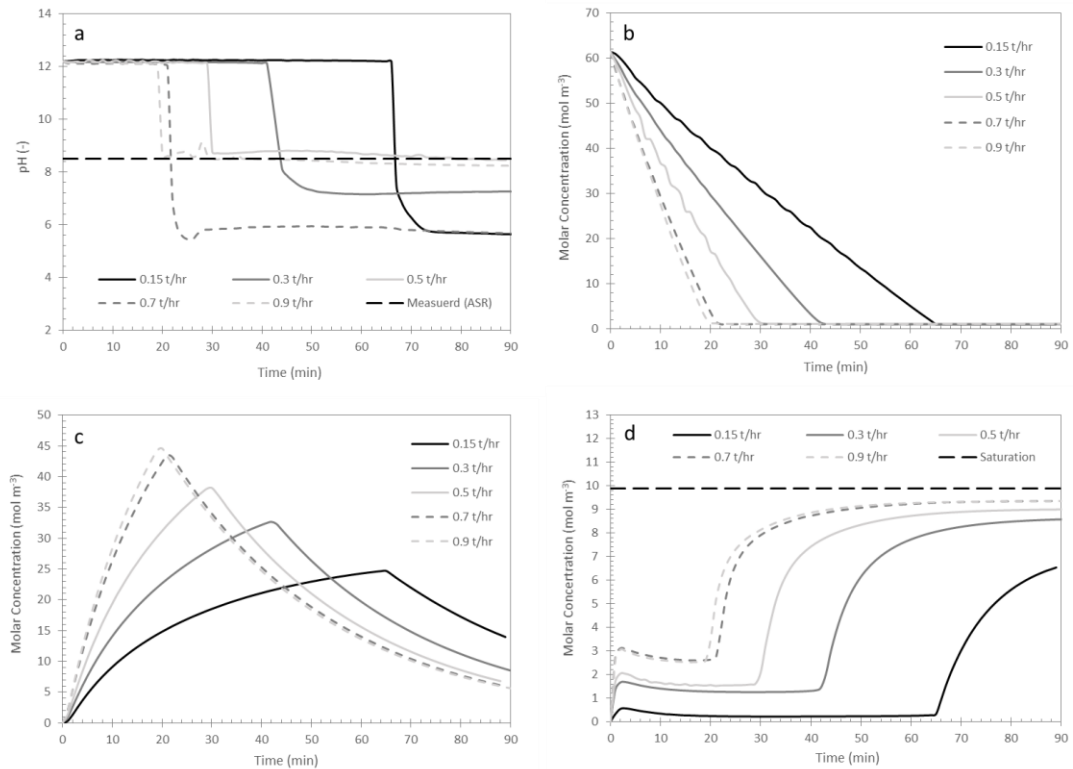 a
14
12
10
8
6
4
2
pH (-)
0.15 t/hr 0.3 t/hr 0.5 t/hr
0.7 t/hr 0.9 t/hr Measuerd (ASR)
0 10 20 30 40 50 60 70 80 90
Time (min)
b
70
60
50
40
30
20
10
0
Molar Concentraation (mol m-3)
0.15 t/hr
0.3 t/hr
0.5 t/hr
0.7 t/hr
0.9 t/hr
0 10 20 30 40 50 60 70 80 90
Time (min)
c
50
45
40
35
30
25
20
15
10
5
0
Molar Concentration (mol m-3)
0.15 t/hr
0.3 t/hr
0.5 t/hr
0.7 t/hr
0.9 t/hr
0 10 20 30 40 50 60 70 80 90
Time (min)
d
13
12
11
10
9
8
7
6
5
4
3
2
1
0
Molar Concertration (mol m-3)
0.15 t/hr 0.3 t/hr 0.5 t/hr
0.7 t/hr 0.9 t/hr Saturation
0 10 20 30 40 50 60 70 80 90
Time (min)